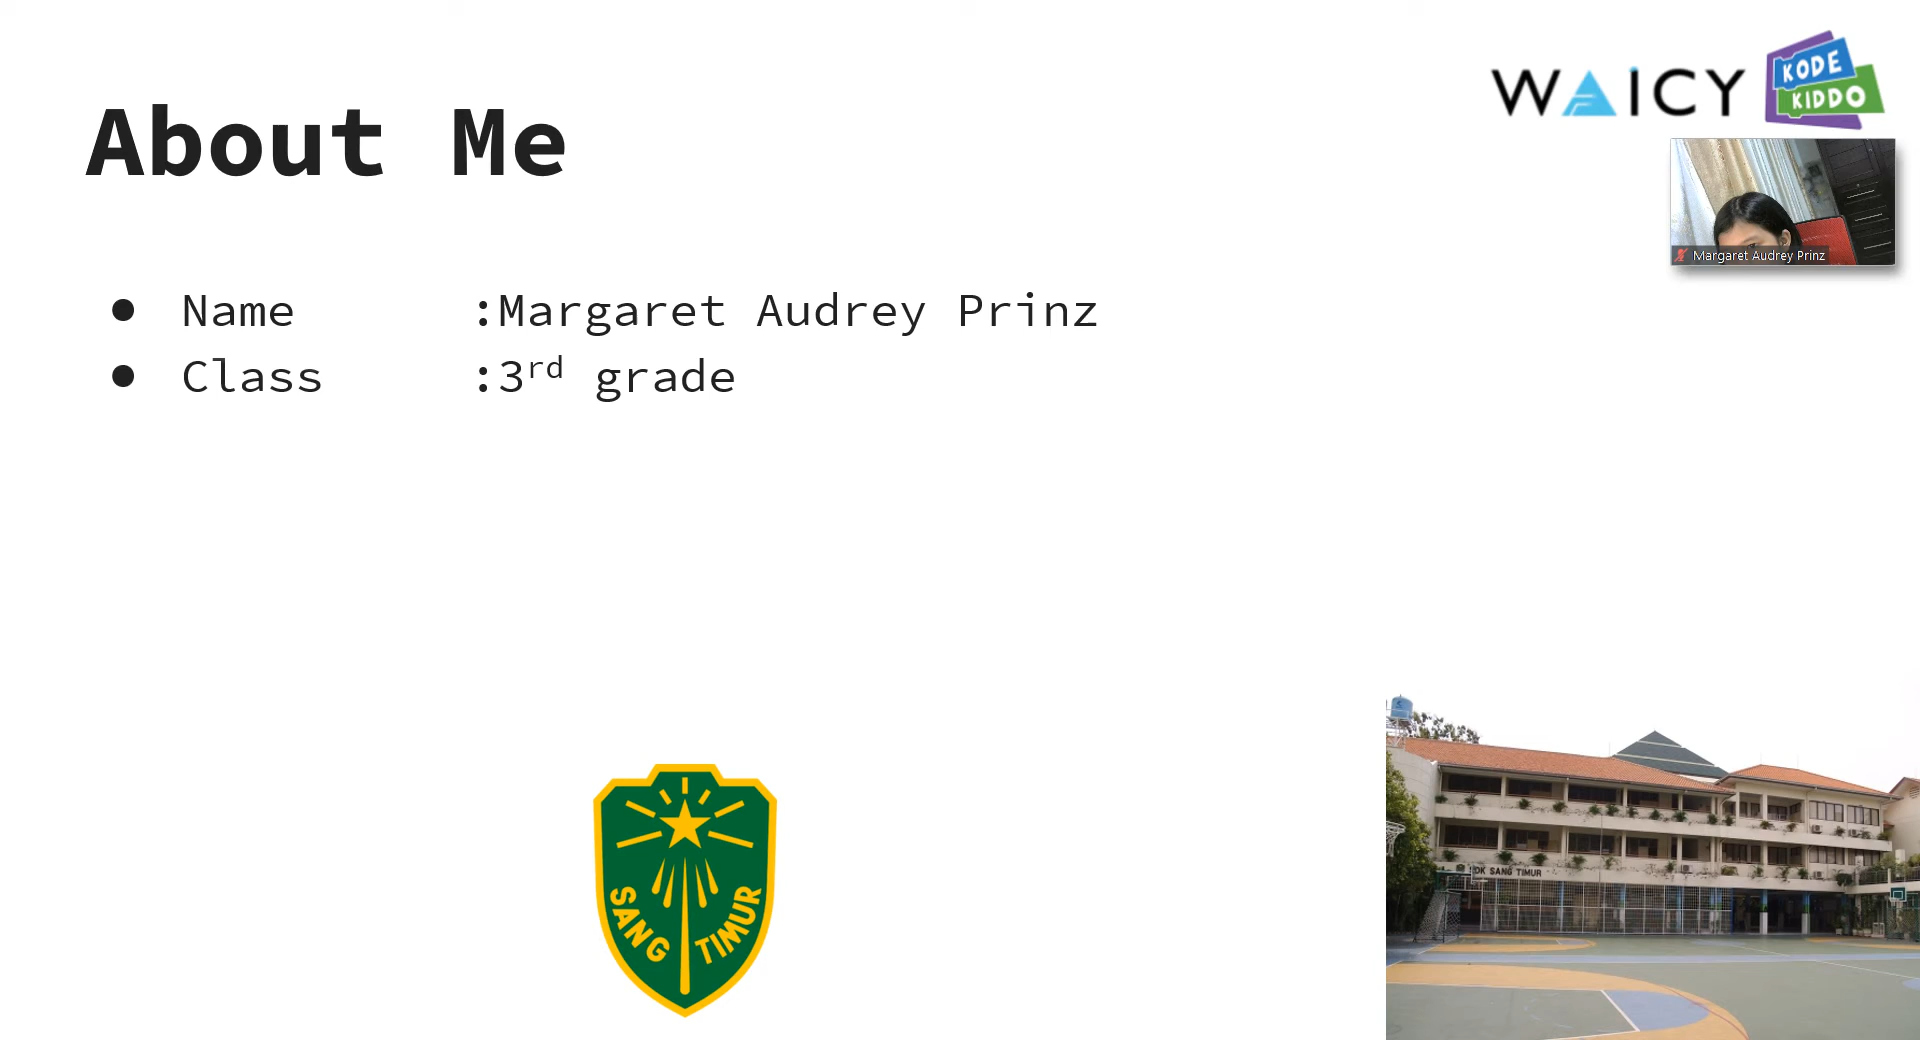 WAICY
KODE
KIDDO
About Me
Margaret Audrey Prinz
● Name :Margaret Audrey Prinz
● Class :3rd grade
SANG TIMUR
SANG TIMUR